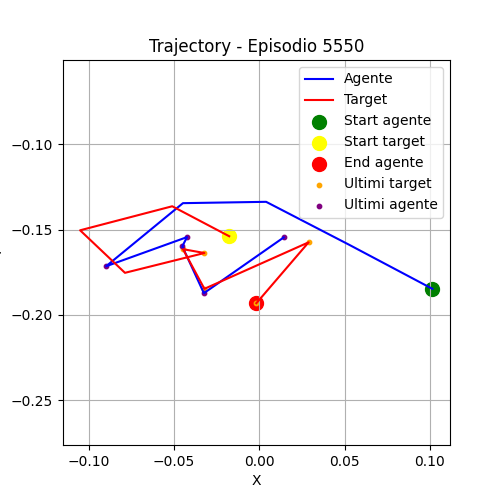 Trajectory - Episodio 5550
Agente
Target
Start agente
Start target
End agente
Ultimi target
Ultimi agente
−0.10
−0.15
−0.20
−0.25
−0.10
−0.05
0.00
0.05
0.10
X